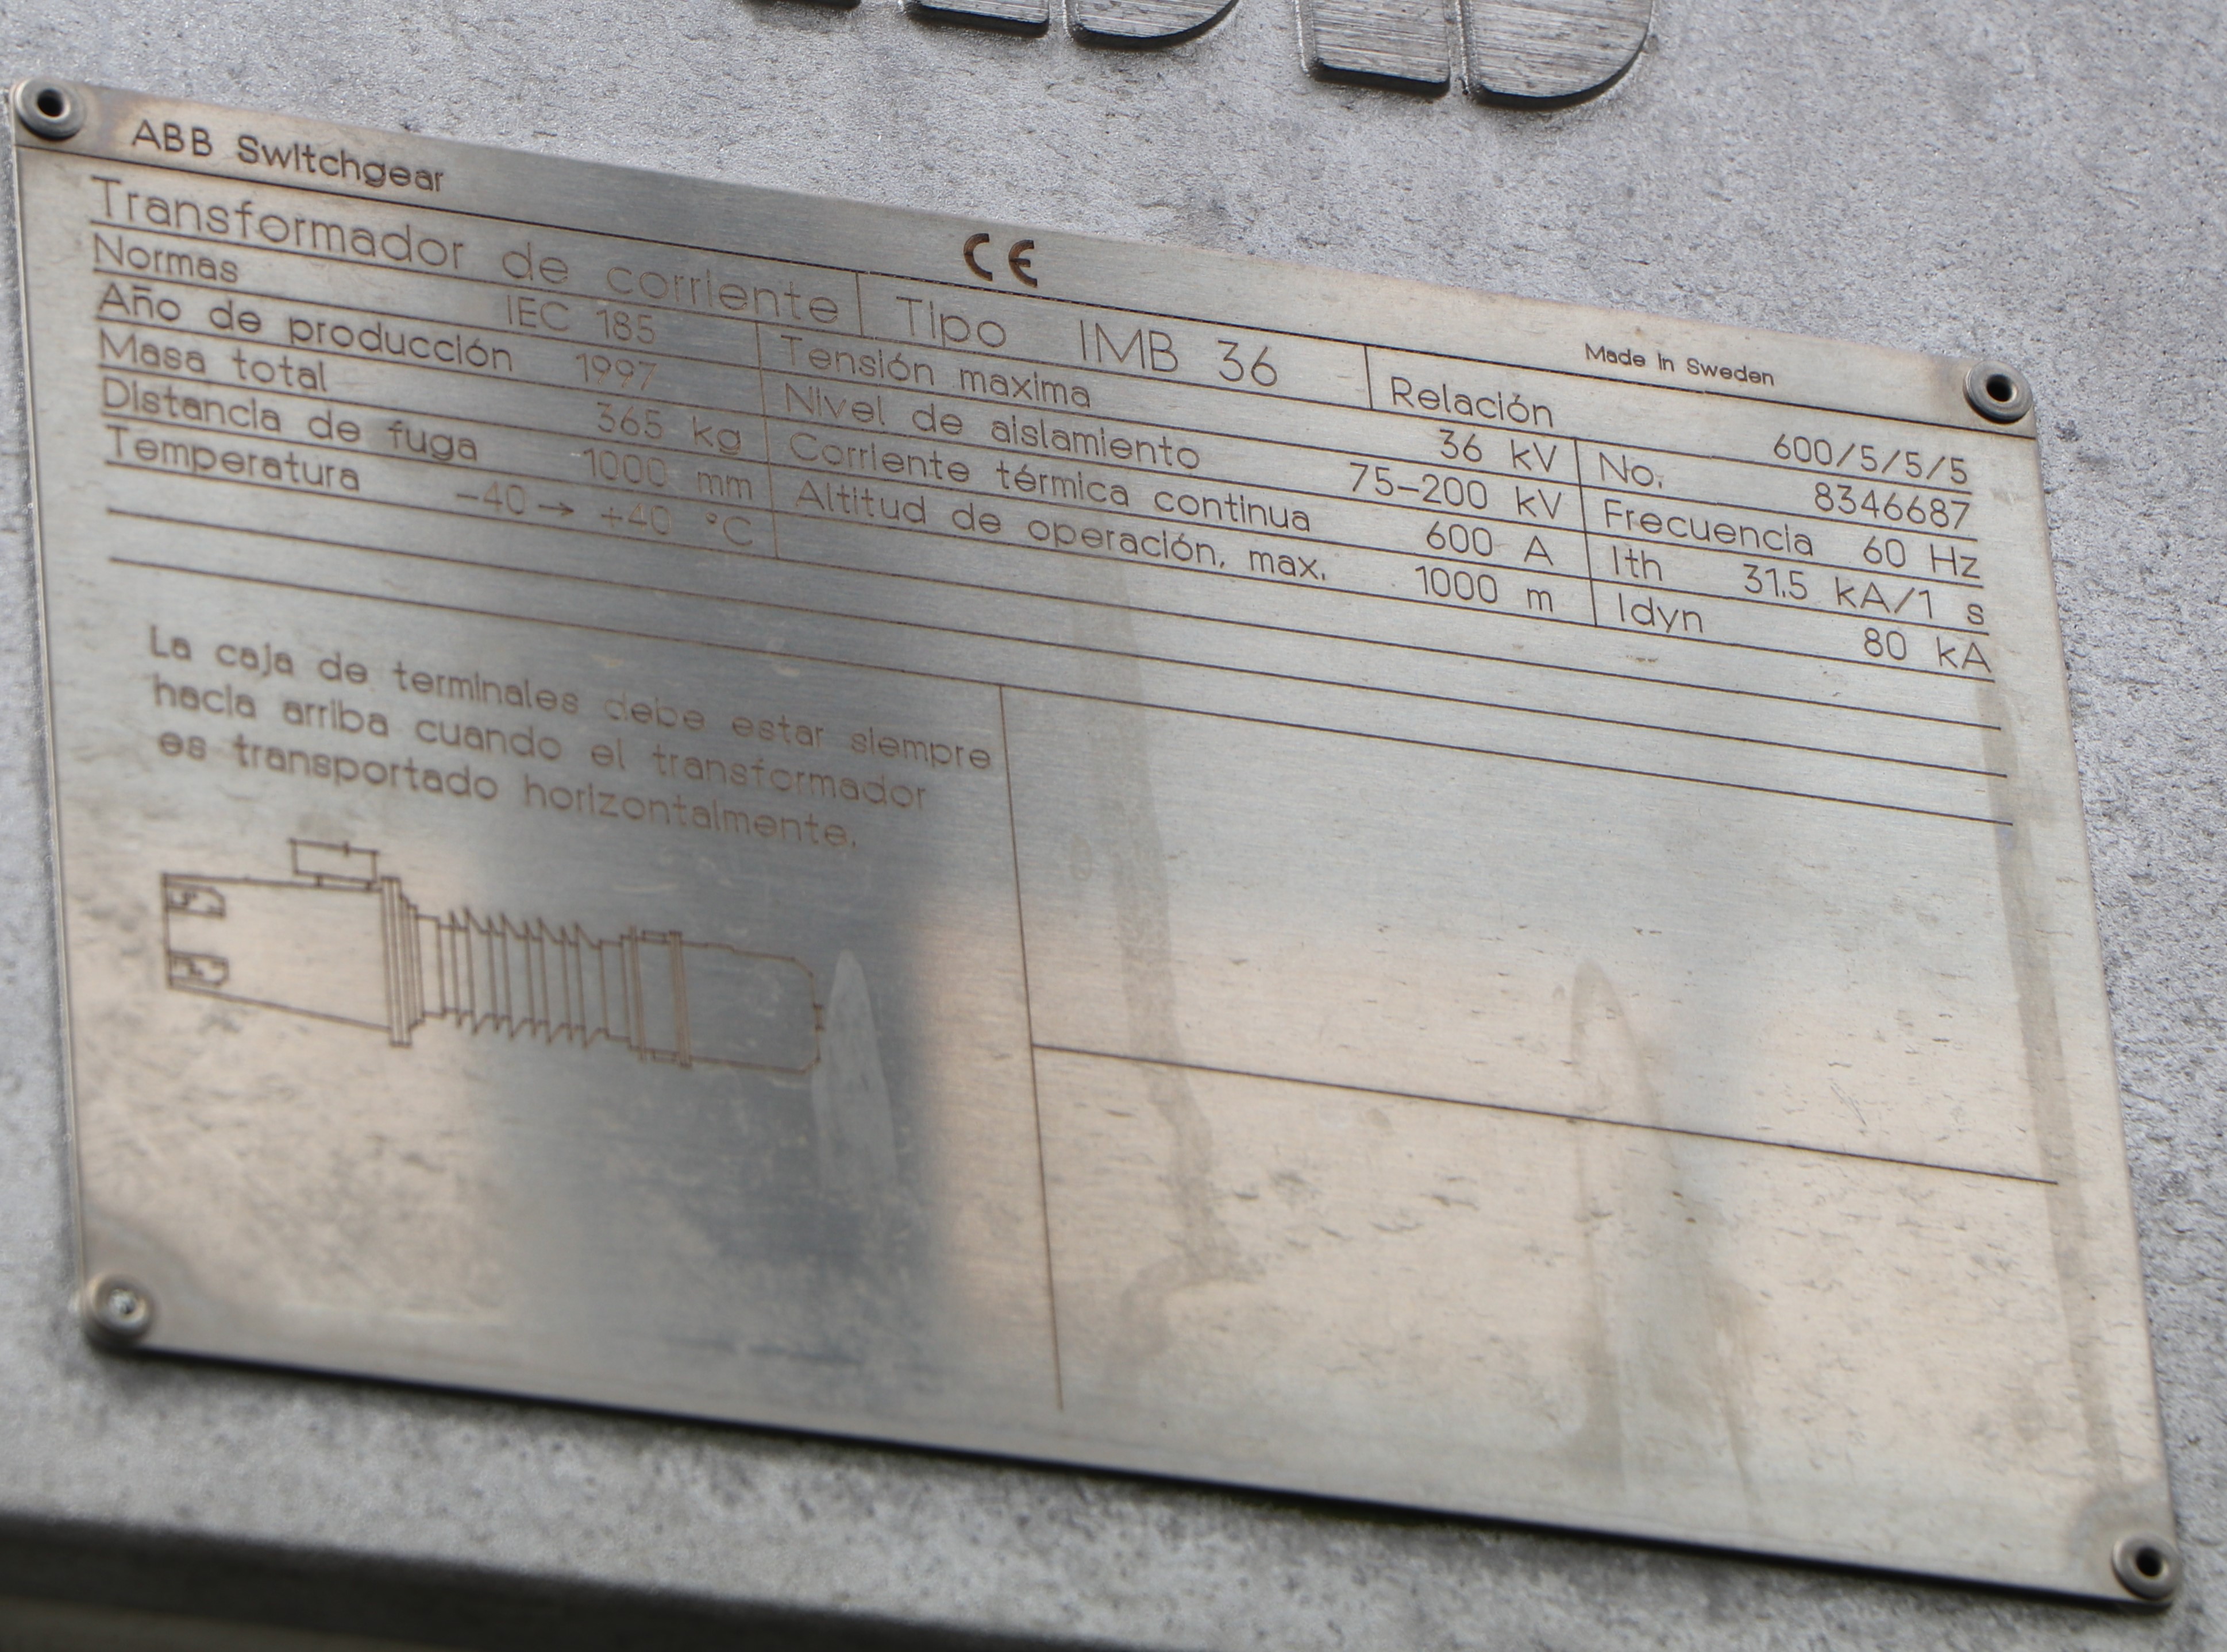 ABB Switchgear
CE
Made in Sweden
Transformador de corriente Tipo IMB 36 Relación 600/5/5/5
Normas IEC 185 Tensión maxima 36 kV No. 8346687
Año de producción 1997 Nivel de aislamiento 75-200 kV Frecuencia 60 Hz
Masa total 365 kg Corriente térmica continua 600 A Ith 31.5 kA/1 s
Distancia de fuga 1000 mm Altitud de operación, max. 1000 m Idyn 80 kA
Temperatura -40→ +40 °C
La caja de terminales debe estar siempre
hacia arriba cuando el transformador
es transportado horizontalmente.